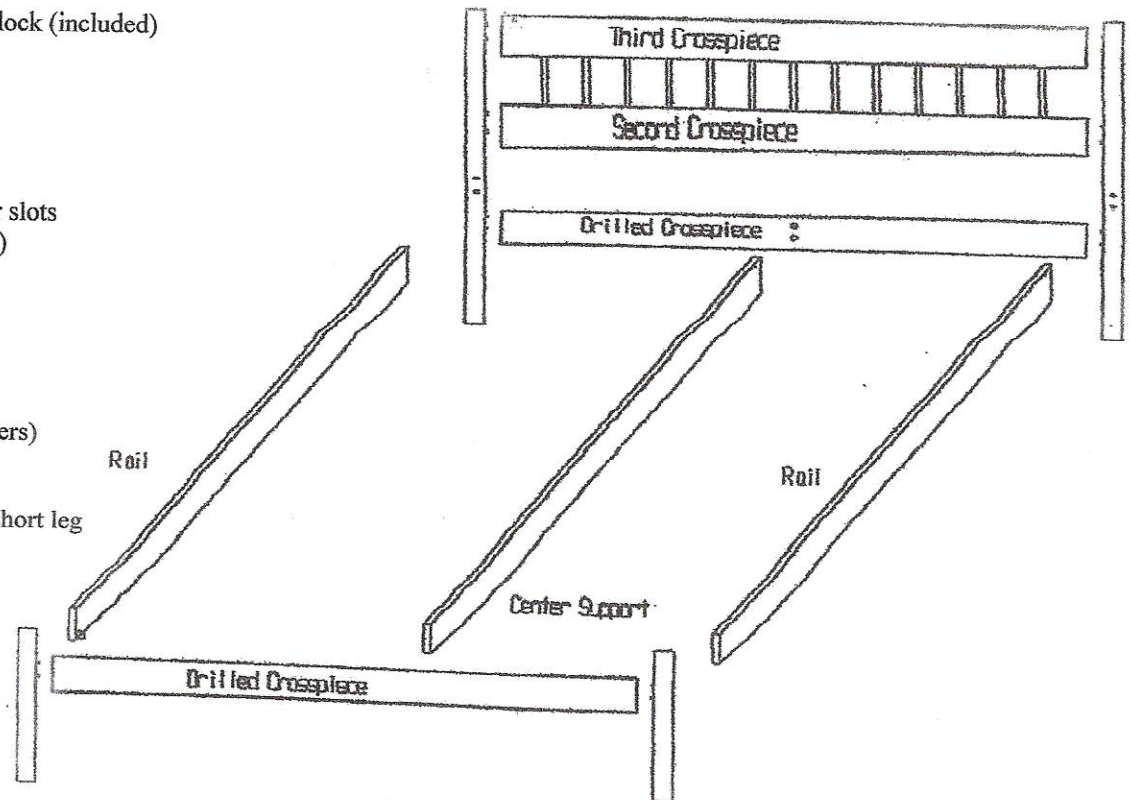 lock (included)
Third Crosspiece
Second Crosspiece
slots
)
Drilled Crosspiece
ers)
Rail
Rail
hort leg
Center Support
Drilled Crosspiece